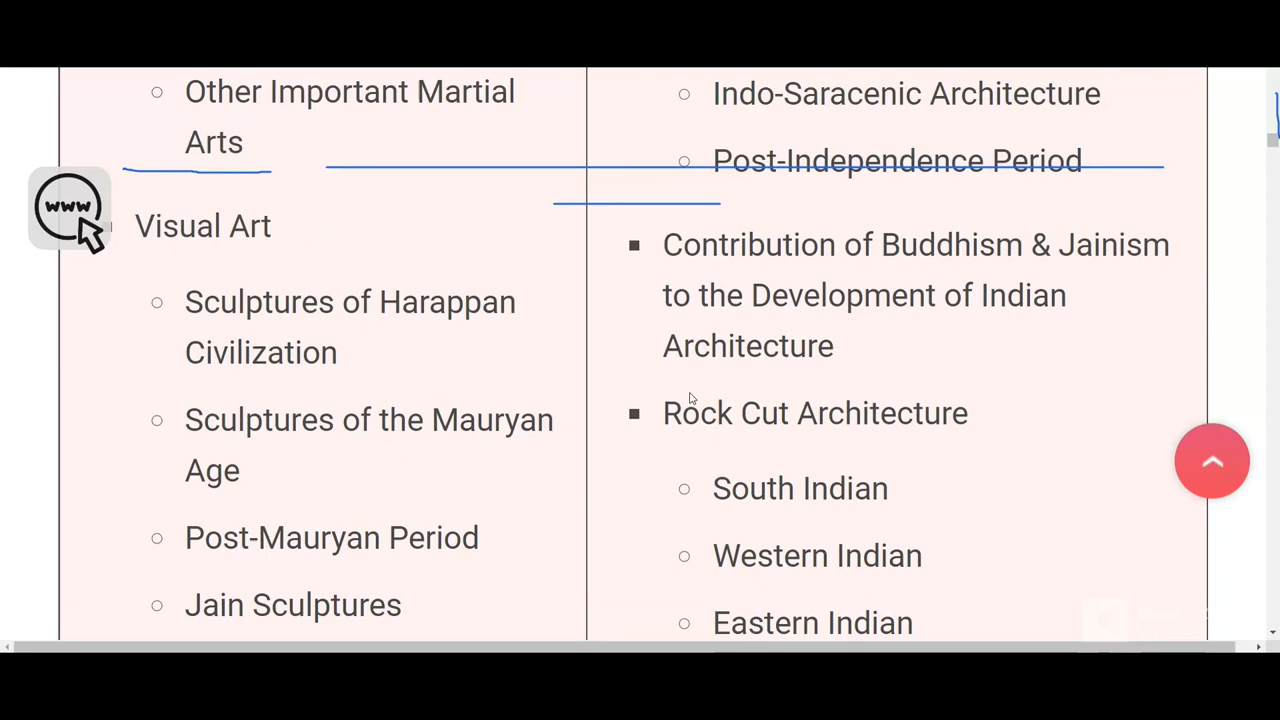 Other Important Martial
Arts
www
Visual Art
Sculptures of Harappan
Civilization
Sculptures of the Mauryan
Age
Post-Mauryan Period
Jain Sculptures
Indo-Saracenic Architecture
Post-Independence Period
Contribution of Buddhism & Jainism
to the Development of Indian
Architecture
Rock Cut Architecture
South Indian
Western Indian
Eastern Indian